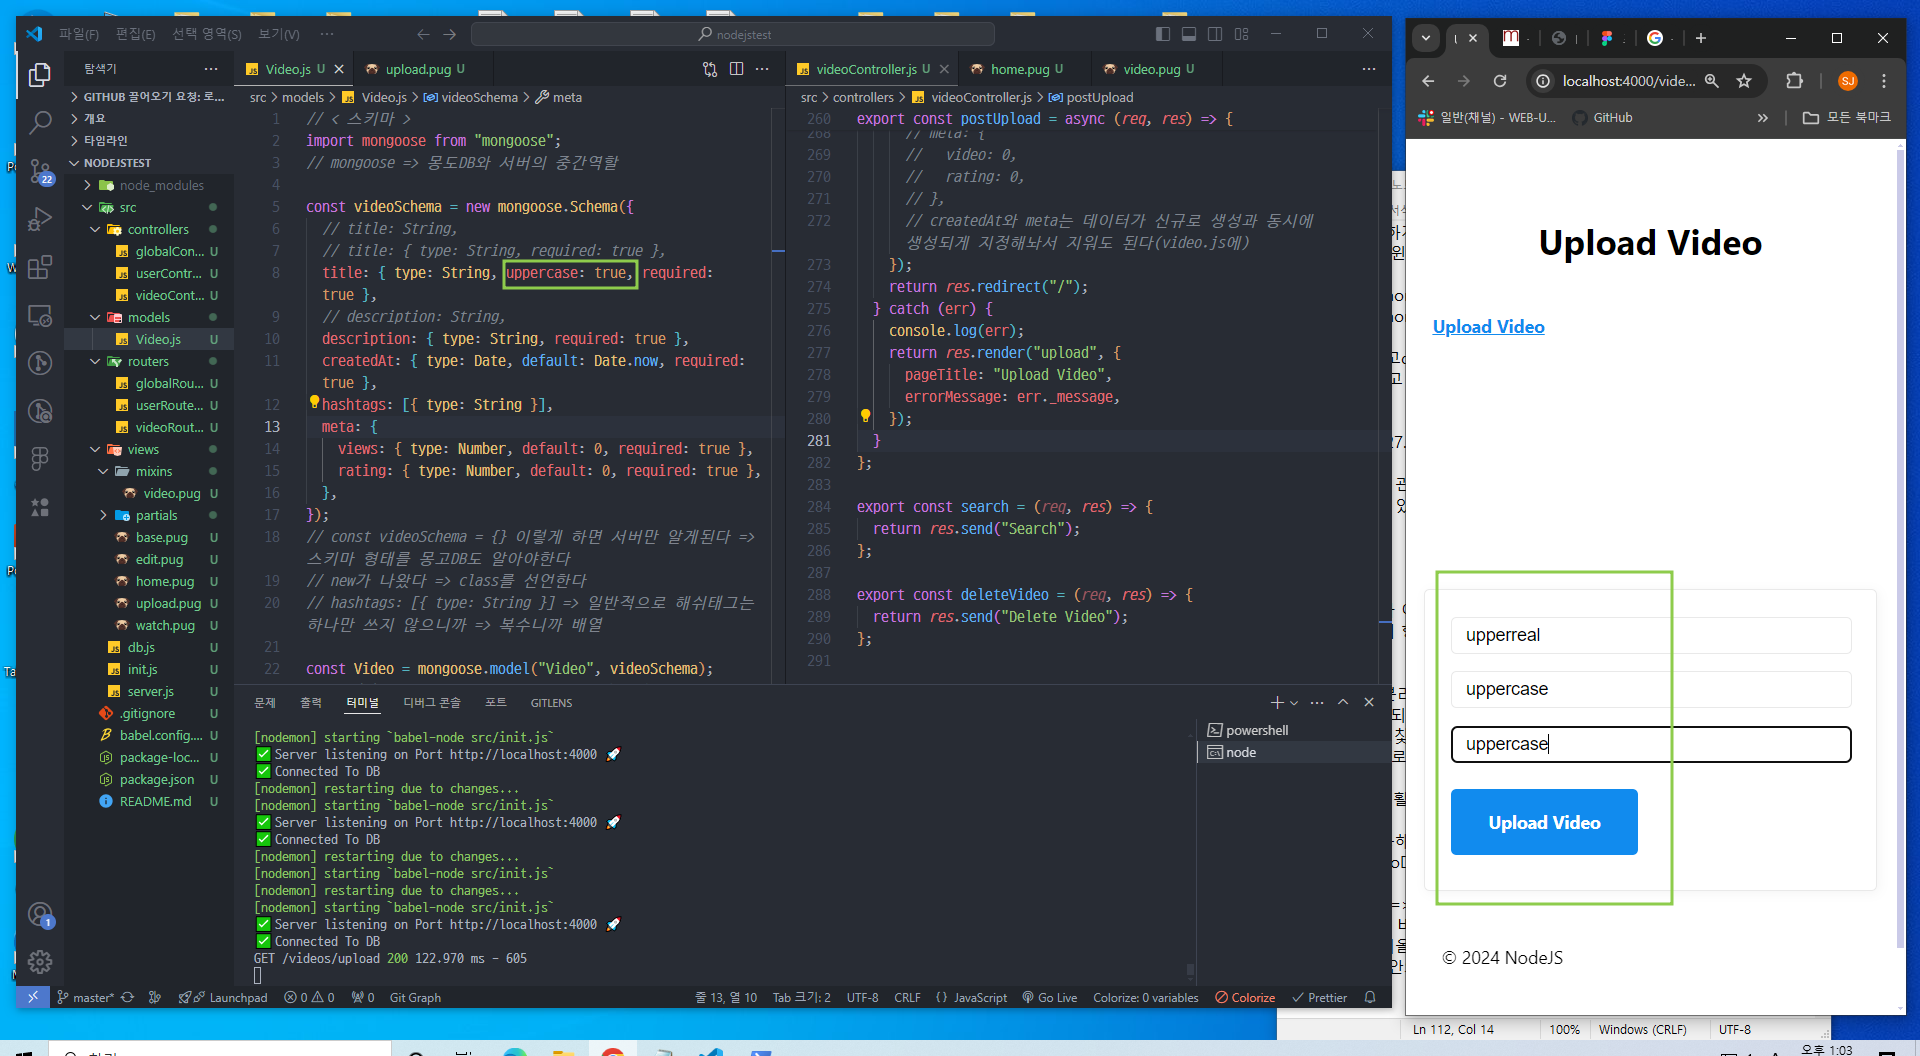 파일(F) 편집(E) 선택 영역(S) 보기(V) ···
nodejstest
탐색기
GITHUB 끌어오기 요청: 로...
개요
타임라인
NODEJSTEST
node_modules
src
controllers
globalCon... U
userContr... U
videoCont... U
models
Video.js U
routers
globalRou... U
userRoute... U
videoRout... U
views
mixins
video.pug U
partials
base.pug U
edit.pug U
home.pug U
upload.pug U
watch.pug U
db.js U
init.js U
server.js U
.gitignore U
babel.config.... U
package-loc... U
package.json U
README.md U
22
1
Video.js U
upload.pug U
src > models > Video.js > videoSchema > meta
1 // < 스키마 >
2 import mongoose from "mongoose";
3 // mongoose => 몽도DB와 서버의 중간역할
4
5 const videoSchema = new mongoose.Schema({
6 // title: String,
7 // title: { type: String, required: true },
8 title: { type: String, uppercase: true, required:
true },
9 // description: String,
10 description: { type: String, required: true },
11 createdAt: { type: Date, default: Date.now, required:
true },
12 hashtags: [{ type: String }],
13 meta: {
14 views: { type: Number, default: 0, required: true },
15 rating: { type: Number, default: 0, required: true },
16 },
17 });
18 // const videoSchema = {} 이렇게 하면 서버만 알게된다 =>
스키마 형태를 몽고DB도 알아야한다
19 // new가 나왔다 => class를 선언한다
20 // hashtags: [{ type: String }] => 일반적으로 해쉬태그는
하나만 쓰지 않으니까 => 복수니까 배열
21
22 const Video = mongoose.model("Video", videoSchema);
videoController.js U
home.pug U
video.pug U
src > controllers > videoController.js > postUpload
260 export const postUpload = async (req, res) => {
268 // meta: {
269 // video: 0,
270 // rating: 0,
271 // },
272 // createdAt와 meta는 데이터가 신규로 생성과 동시에
생성되게 지정해놔서 지워도 된다(video.js에)
273 });
274 return res.redirect("/");
275 } catch (err) {
276 console.log(err);
277 return res.render("upload", {
278 pageTitle: "Upload Video",
279 errorMessage: err._message,
280 });
281 }
282 };
283
284 export const search = (req, res) => {
285 return res.send("Search");
286 };
287
288 export const deleteVideo = (req, res) => {
289 return res.send("Delete Video");
290 };
291
문제 출력 터미널 디버그 콘솔 포트 GITLENS
[nodemon] starting `babel-node src/init.js`
✅ Server listening on Port http://localhost:4000 🚀
✅ Connected To DB
[nodemon] restarting due to changes...
[nodemon] starting `babel-node src/init.js`
✅ Server listening on Port http://localhost:4000 🚀
✅ Connected To DB
[nodemon] restarting due to changes...
[nodemon] starting `babel-node src/init.js`
[nodemon] restarting due to changes...
[nodemon] starting `babel-node src/init.js`
✅ Server listening on Port http://localhost:4000 🚀
✅ Connected To DB
GET /videos/upload 200 122.970 ms - 605
powershell
node
master* Launchpad 0 0 0 Git Graph
줄 13, 열 10 Tab 크기: 2 UTF-8 CRLF {} JavaScript Go Live Colorize: 0 variables Colorize Prettier
localhost:4000/vide...
SJ
일반(채널) - WEB-U... GitHub » 모든 북마크
Upload Video
Upload Video
upperreal
uppercase
uppercase
Upload Video
© 2024 NodeJS
Ln 112, Col 14 100% Windows (CRLF) UTF-8
오후 1:03